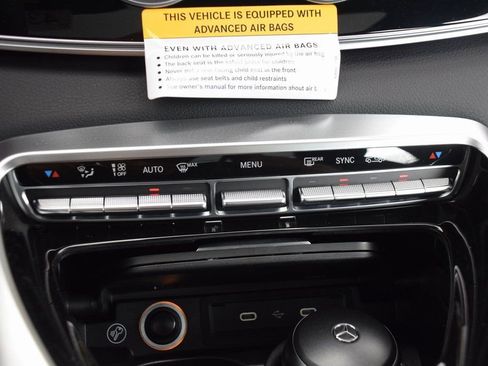 THIS VEHICLE IS EQUIPPED WITH
ADVANCED AIR BAGS
EVEN WITH ADVANCED AIR BAGS
• Children can be killed or seriously injured by the air bag
• The back seat is the safest place for children
• Never put a rear-facing child seat in the front
• Always use seat belts and child restraints
• See owner's manual for more information about air b
OFF
AUTO
MAX
MENU
REAR
SYNC